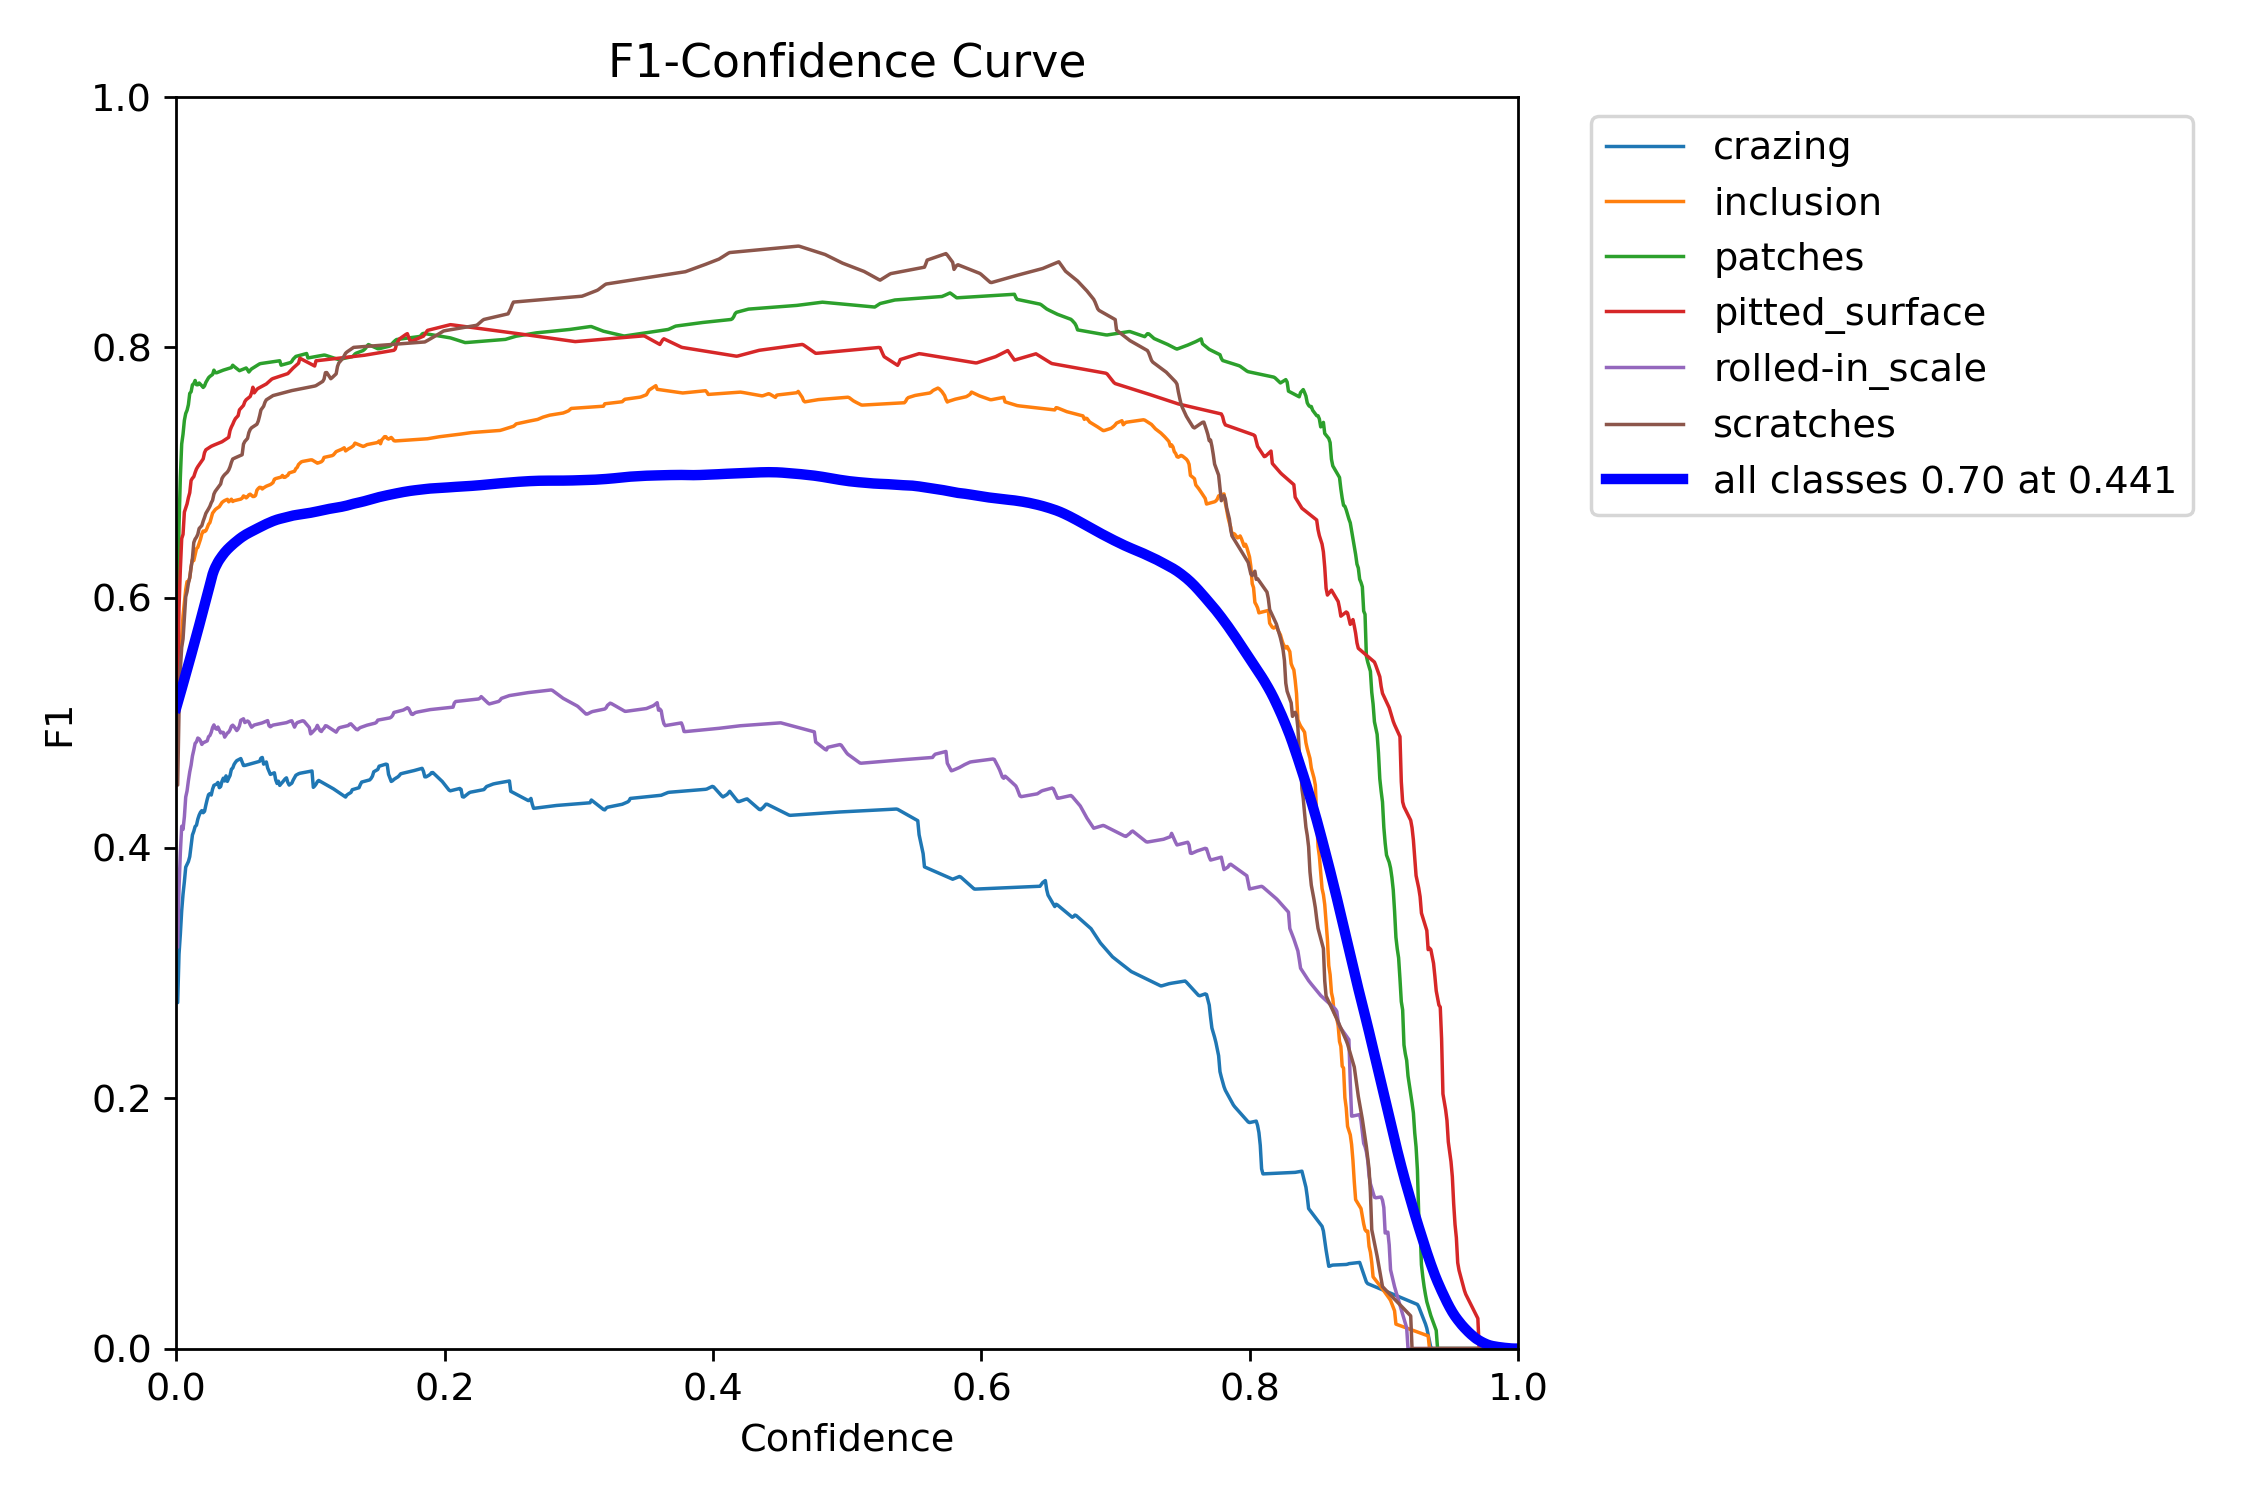 F1-Confidence Curve
1.0
0.8
0.6
0.4
0.2
0.0
F1
0.0 0.2 0.4 0.6 0.8 1.0
Confidence
crazing
inclusion
patches
pitted_surface
rolled-in_scale
scratches
all classes 0.70 at 0.441